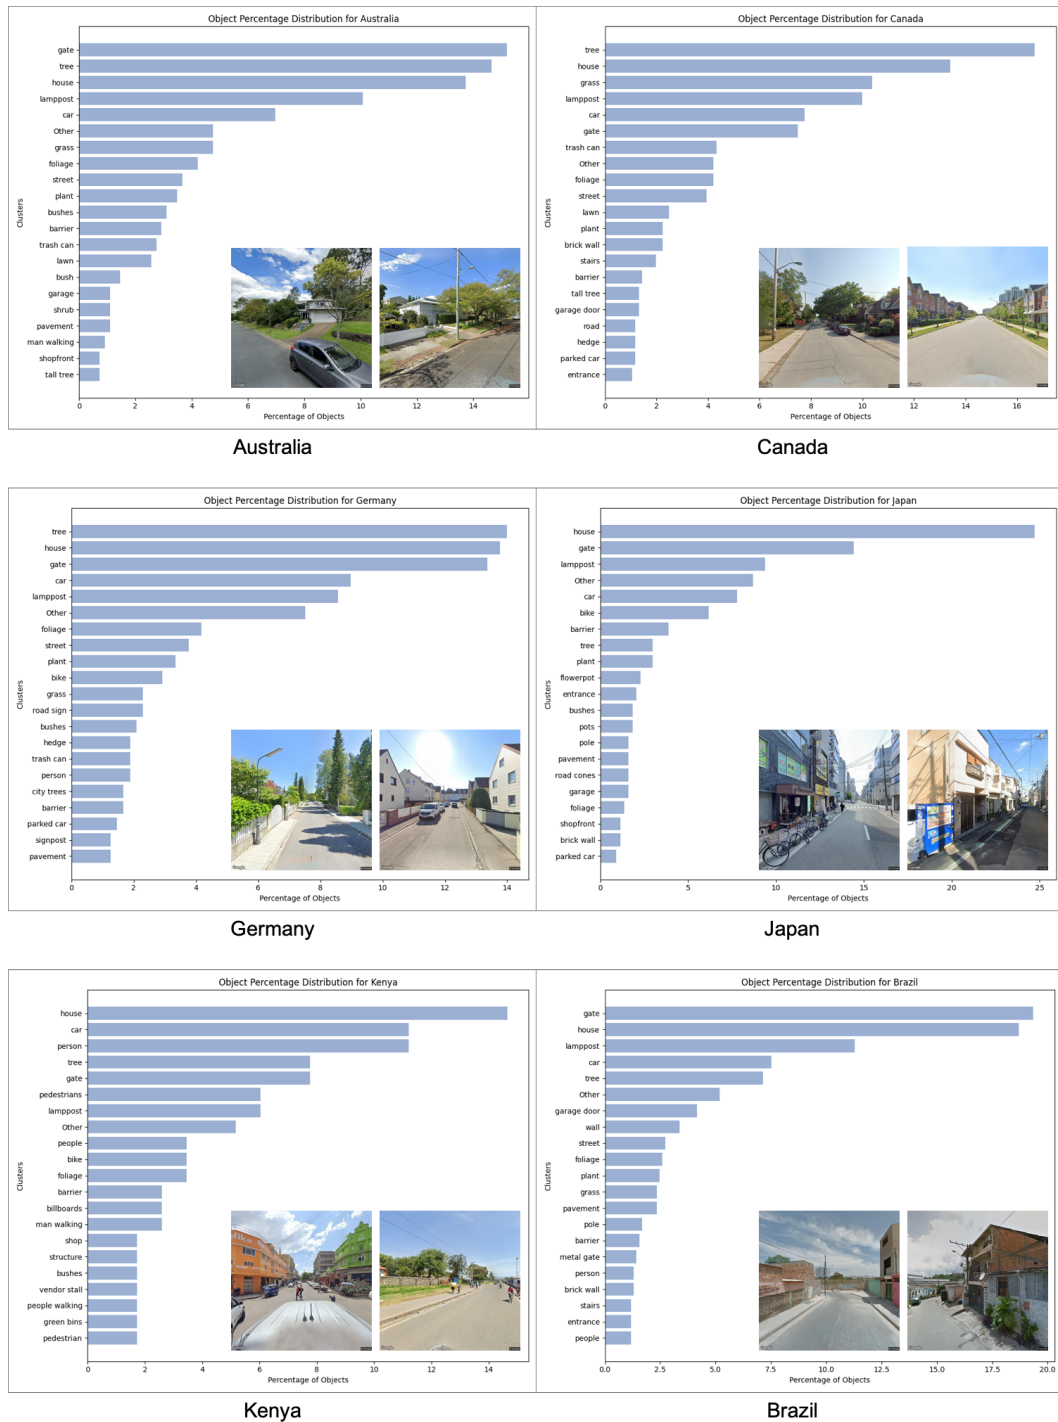 Object Percentage Distribution for Australia
gate
tree
house
lamppost
car
Other
grass
foliage
street
plant
bushes
barrier
trash can
lawn
bush
garage
shrub
pavement
man walking
shopfront
tall tree
Clusters
0 2 4 6 8 10 12 14
Percentage of Objects
Australia
Object Percentage Distribution for Canada
tree
house
grass
lamppost
car
gate
trash can
Other
foliage
street
lawn
plant
brick wall
stairs
barrier
tall tree
garage door
road
hedge
parked car
entrance
Clusters
0 2 4 6 8 10 12 14 16
Percentage of Objects
Canada
Object Percentage Distribution for Germany
tree
house
gate
car
lamppost
Other
foliage
street
plant
bike
grass
road sign
bushes
hedge
trash can
person
city trees
barrier
parked car
signpost
pavement
Clusters
0 2 4 6 8 10 12 14
Percentage of Objects
Germany
Object Percentage Distribution for Japan
house
gate
lamppost
Other
car
bike
barrier
tree
plant
flowerpot
entrance
bushes
pots
pole
pavement
road cones
garage
foliage
shopfront
brick wall
parked car
Clusters
0 5 10 15 20 25
Percentage of Objects
Japan
Object Percentage Distribution for Kenya
house
car
person
tree
gate
pedestrians
lamppost
Other
people
bike
foliage
barrier
billboards
man walking
shop
structure
bushes
vendor stall
people walking
green bins
pedestrian
Clusters
0 2 4 6 8 10 12 14
Percentage of Objects
Kenya
Object Percentage Distribution for Brazil
gate
house
lamppost
car
tree
Other
garage door
wall
street
foliage
plant
grass
pavement
pole
barrier
metal gate
person
brick wall
stairs
entrance
people
Clusters
0.0 2.5 5.0 7.5 10.0 12.5 15.0 17.5 20.0
Percentage of Objects
Brazil